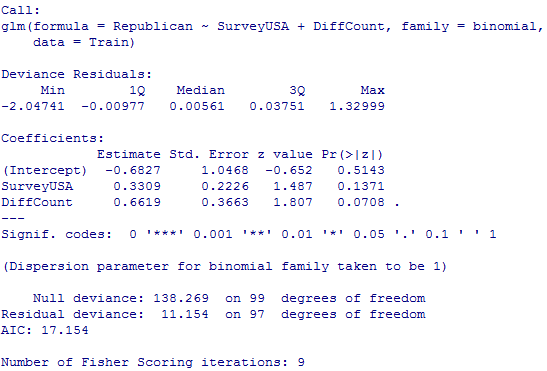 Call:
glm(formula = Republican ~ SurveyUSA + DiffCount, family = binomial,
    data = Train)

Deviance Residuals:
     Min        1Q    Median        3Q       Max
-2.04741  -0.00977   0.00561   0.03751   1.32999

Coefficients:
            Estimate Std. Error z value Pr(>|z|)
(Intercept)  -0.6827     1.0468  -0.652   0.5143
SurveyUSA     0.3309     0.2226   1.487   0.1371
DiffCount     0.6619     0.3663   1.807   0.0708 .
---
Signif. codes:  0 '***' 0.001 '**' 0.01 '*' 0.05 '.' 0.1 ' ' 1

(Dispersion parameter for binomial family taken to be 1)

    Null deviance: 138.269  on 99  degrees of freedom
Residual deviance:  11.154  on 97  degrees of freedom
AIC: 17.154

Number of Fisher Scoring iterations: 9